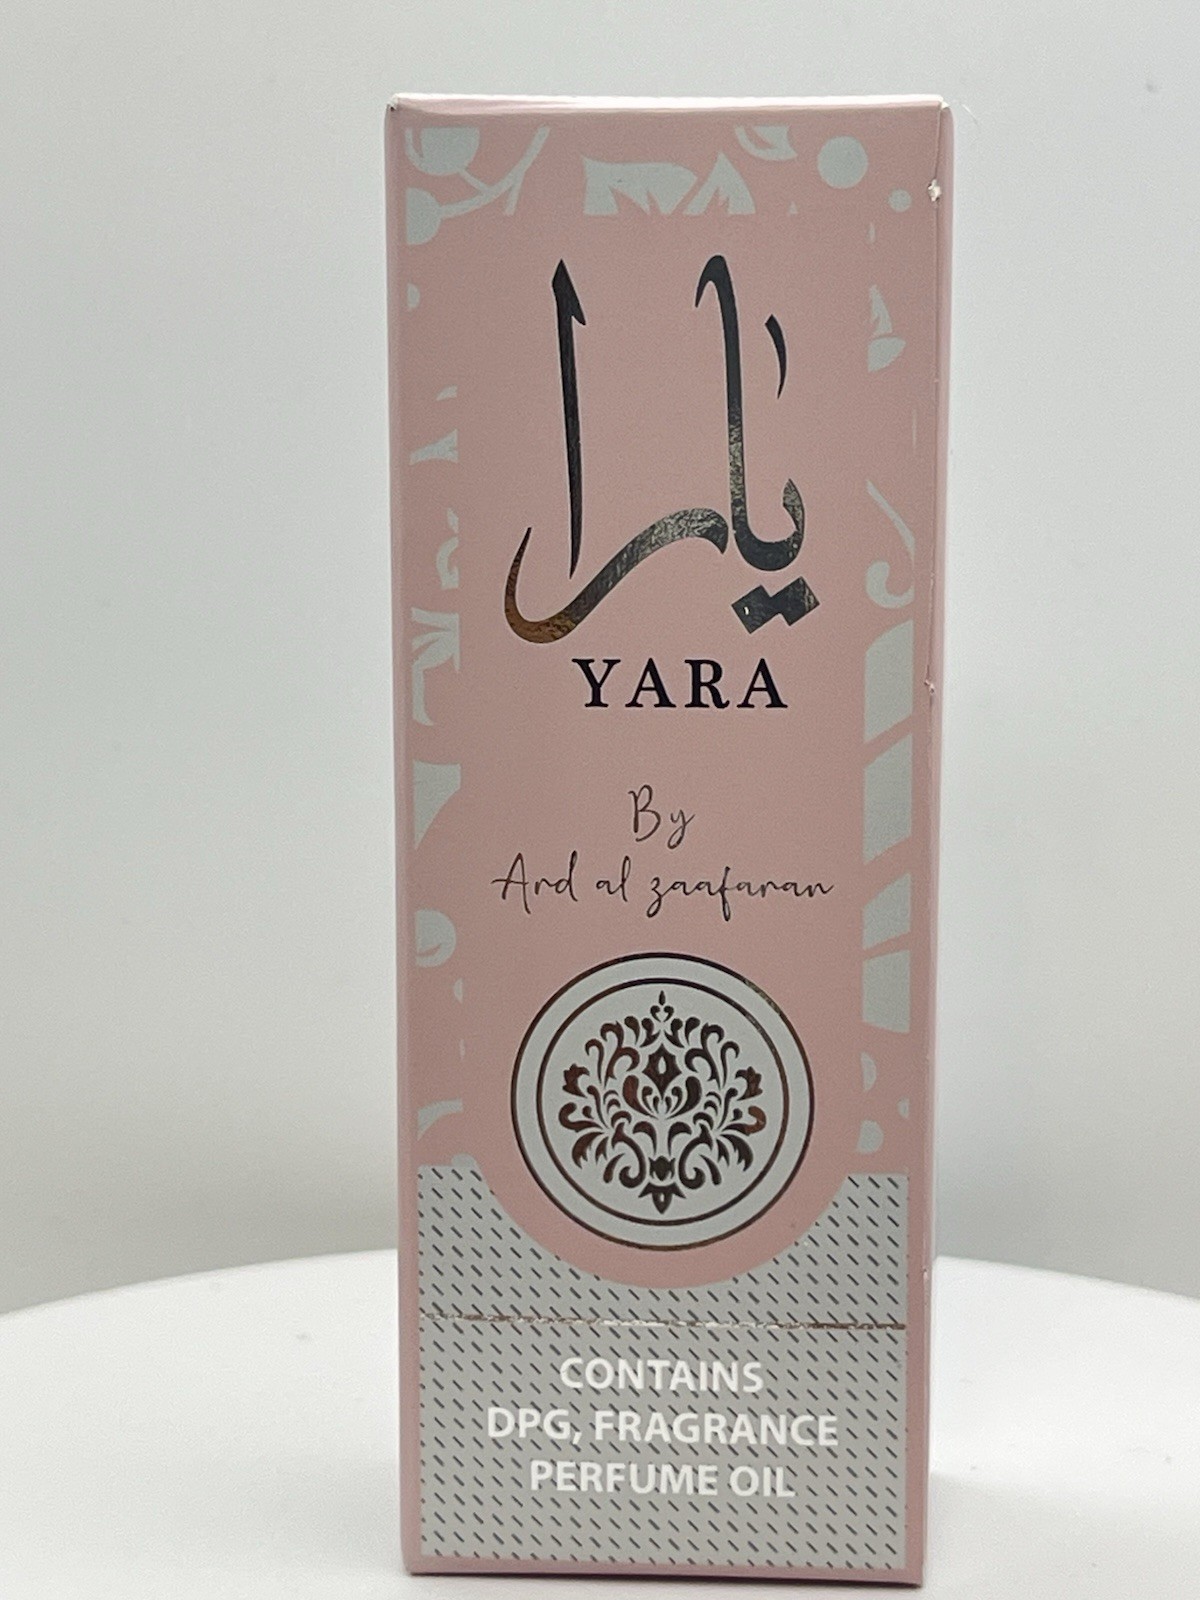 يارا
YARA
By
Ard al zaafaran
CONTAINS
DPG, FRAGRANCE
PERFUME OIL